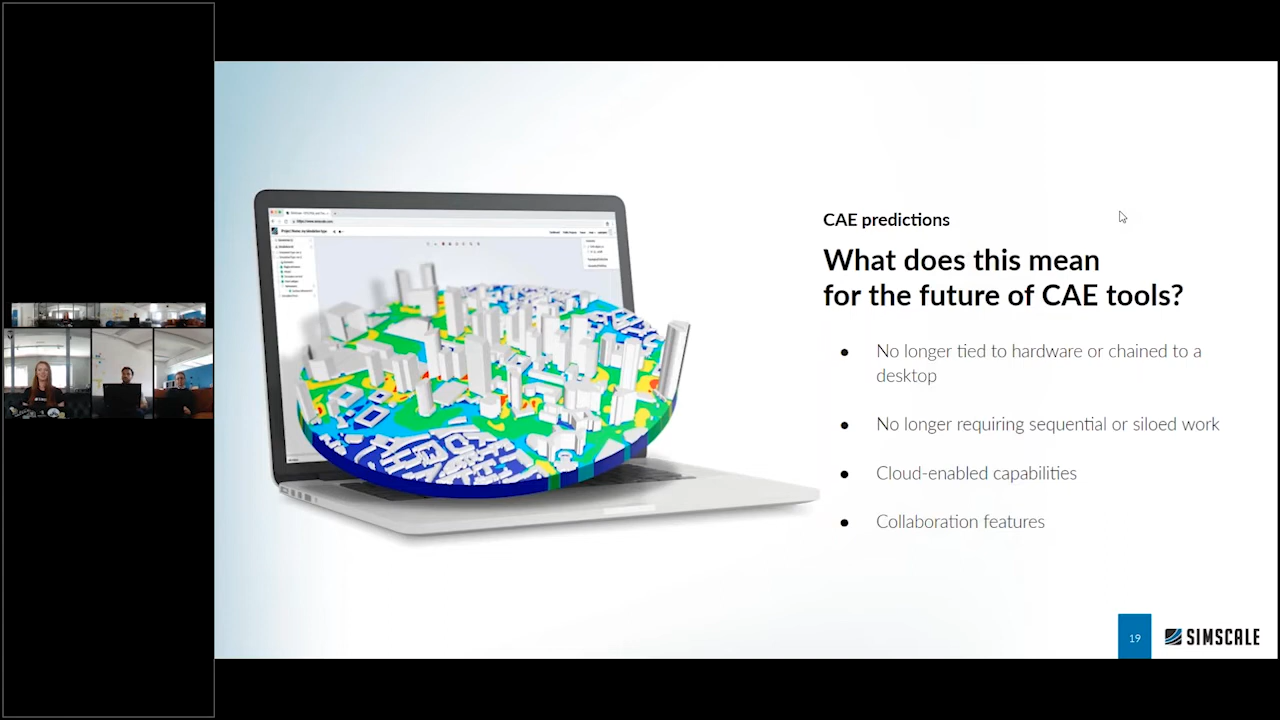 CAE predictions
What does this mean
for the future of CAE tools?
● No longer tied to hardware or chained to a
desktop
● No longer requiring sequential or siloed work
● Cloud-enabled capabilities
● Collaboration features
19
SIMSCALE